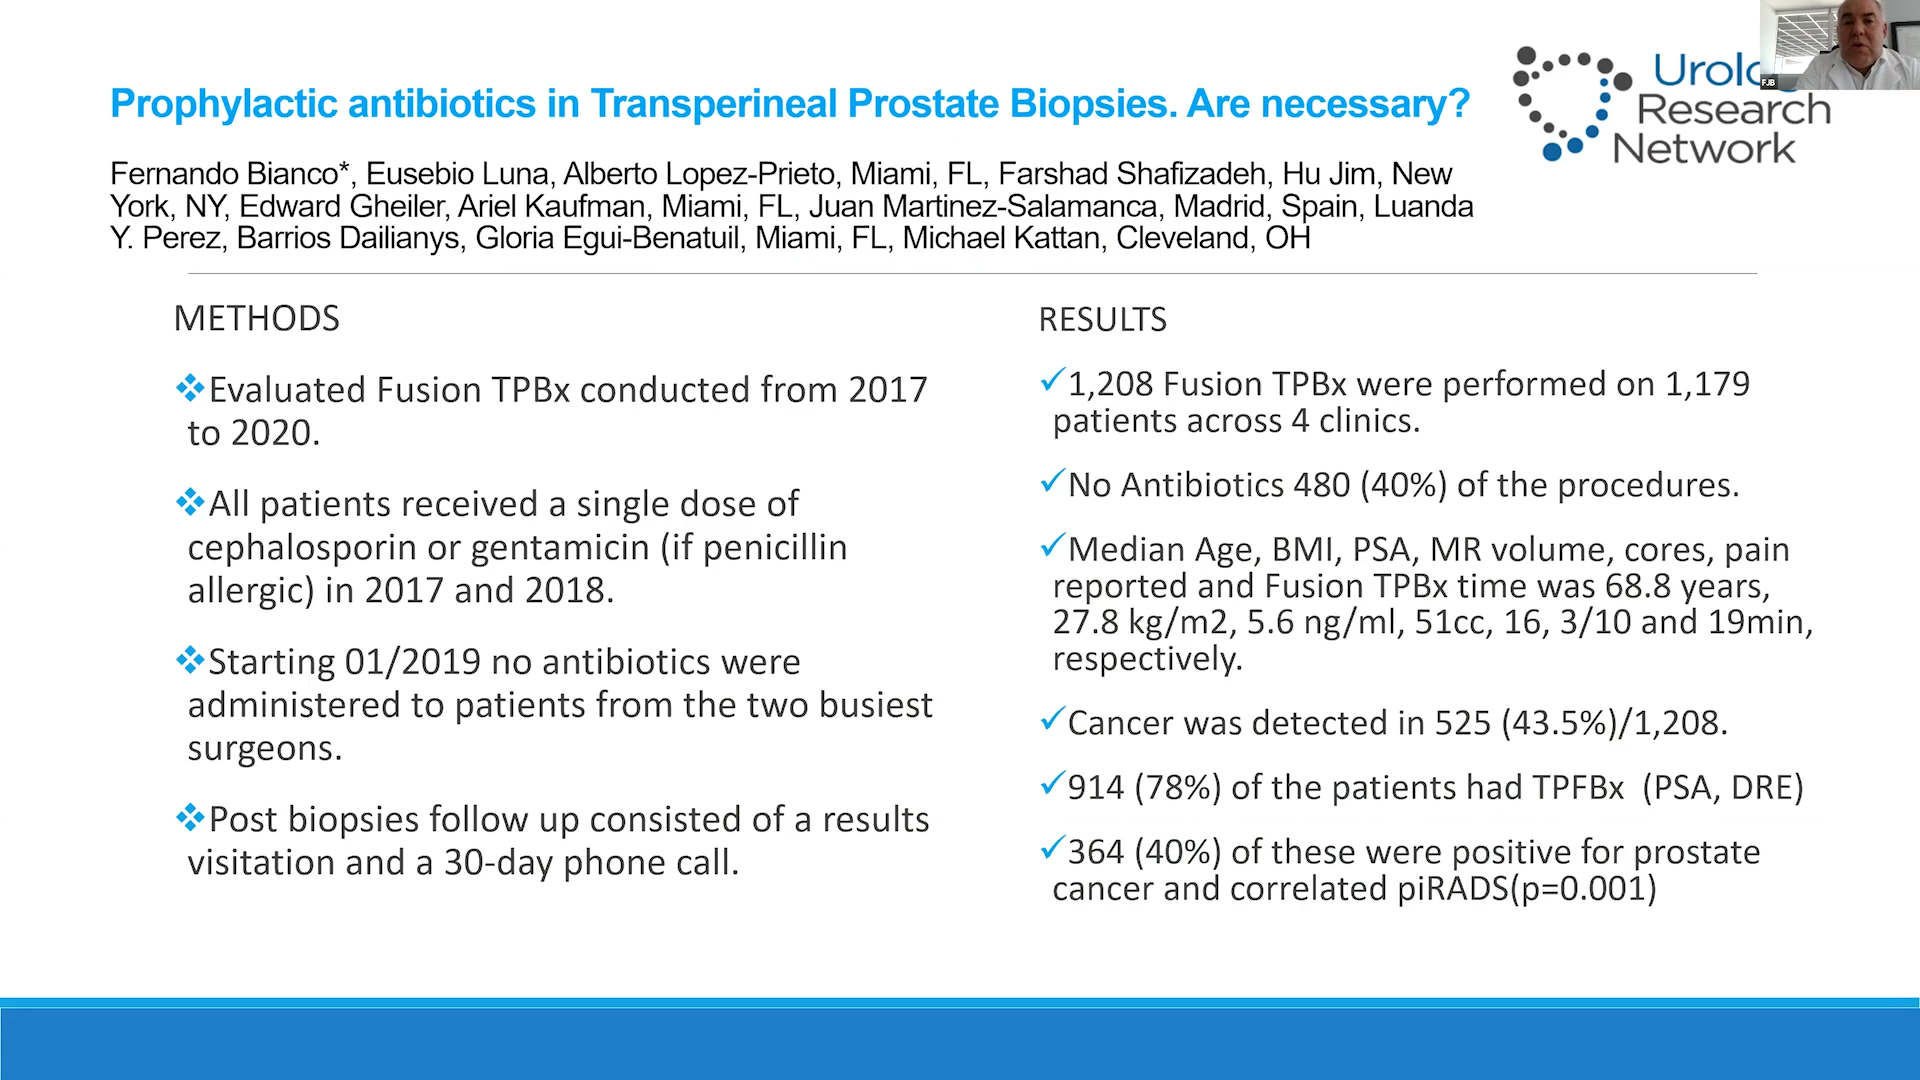 Prophylactic antibiotics in Transperineal Prostate Biopsies. Are necessary?
Fernando Bianco*, Eusebio Luna, Alberto Lopez-Prieto, Miami, FL, Farshad Shafizadeh, Hu Jim, New
York, NY, Edward Gheiler, Ariel Kaufman, Miami, FL, Juan Martinez-Salamanca, Madrid, Spain, Luanda
Y. Perez, Barrios Dailianys, Gloria Egui-Benatuil, Miami, FL, Michael Kattan, Cleveland, OH
FJB
Research
Network
METHODS
❖Evaluated Fusion TPBx conducted from 2017
to 2020.
❖All patients received a single dose of
cephalosporin or gentamicin (if penicillin
allergic) in 2017 and 2018.
❖Starting 01/2019 no antibiotics were
administered to patients from the two busiest
surgeons.
❖Post biopsies follow up consisted of a results
visitation and a 30-day phone call.
RESULTS
✓1,208 Fusion TPBx were performed on 1,179
patients across 4 clinics.
✓No Antibiotics 480 (40%) of the procedures.
✓Median Age, BMI, PSA, MR volume, cores, pain
reported and Fusion TPBx time was 68.8 years,
27.8 kg/m2, 5.6 ng/ml, 51cc, 16, 3/10 and 19min,
respectively.
✓Cancer was detected in 525 (43.5%)/1,208.
✓914 (78%) of the patients had TPFBx (PSA, DRE)
✓364 (40%) of these were positive for prostate
cancer and correlated piRADS(p=0.001)